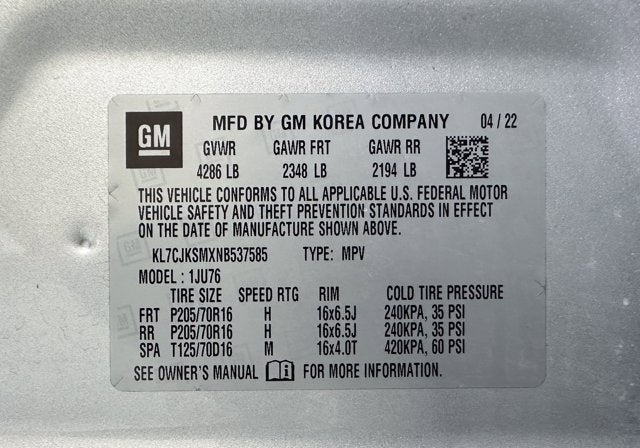 GM MFD BY GM KOREA COMPANY 04 / 22
GVWR GAWR FRT GAWR RR
4286 LB 2348 LB 2194 LB
THIS VEHICLE CONFORMS TO ALL APPLICABLE U.S. FEDERAL MOTOR
VEHICLE SAFETY AND THEFT PREVENTION STANDARDS IN EFFECT
ON THE DATE OF MANUFACTURE SHOWN ABOVE.
KL7CJKSMXNB537585 TYPE: MPV
MODEL : 1JU76
TIRE SIZE SPEED RTG RIM COLD TIRE PRESSURE
FRT P205/70R16 H 16x6.5J 240KPA, 35 PSI
RR P205/70R16 H 16x6.5J 240KPA, 35 PSI
SPA T125/70D16 M 16x4.0T 420KPA, 60 PSI
SEE OWNER'S MANUAL FOR MORE INFORMATION.